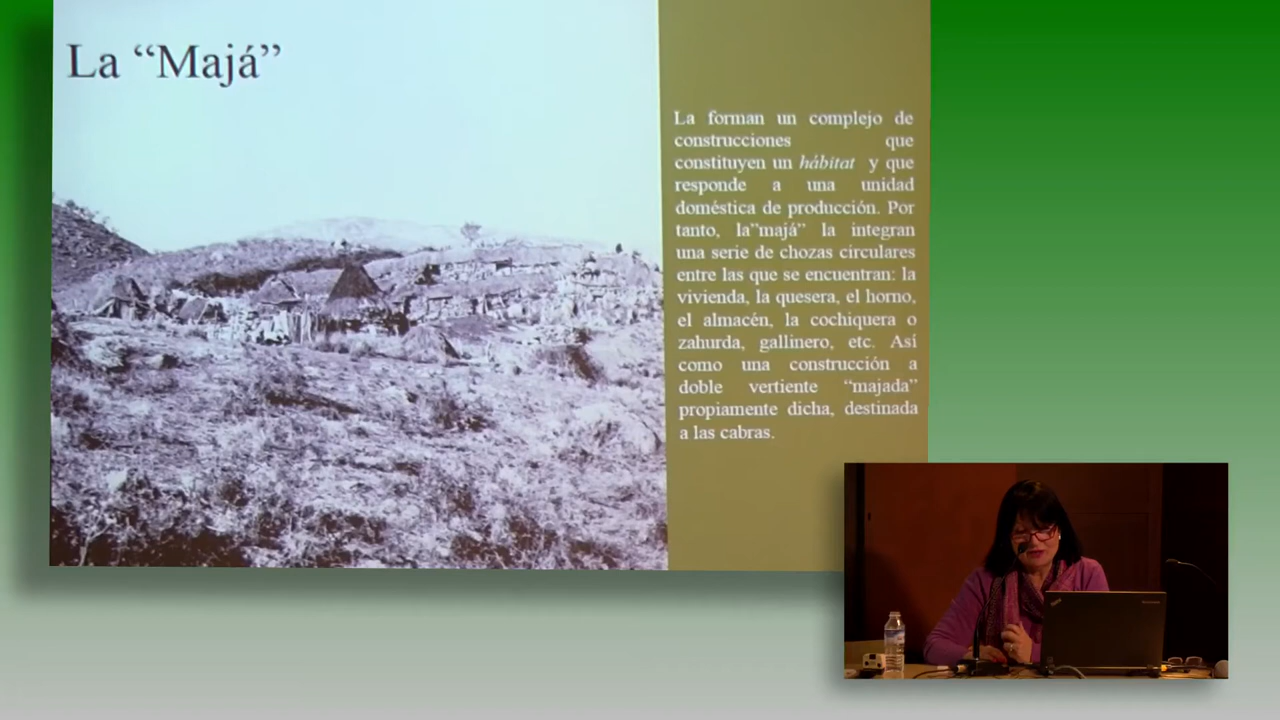 La “Majá”
La forman un complejo de
construcciones que
constituyen un hábitat y que
responde a una unidad
doméstica de producción. Por
tanto, la”majá” la integran
una serie de chozas circulares
entre las que se encuentran: la
vivienda, la quesera, el horno,
el almacén, la cochiquera o
zahurda, gallinero, etc. Así
como una construcción a
doble vertiente “majada”
propiamente dicha, destinada
a las cabras.